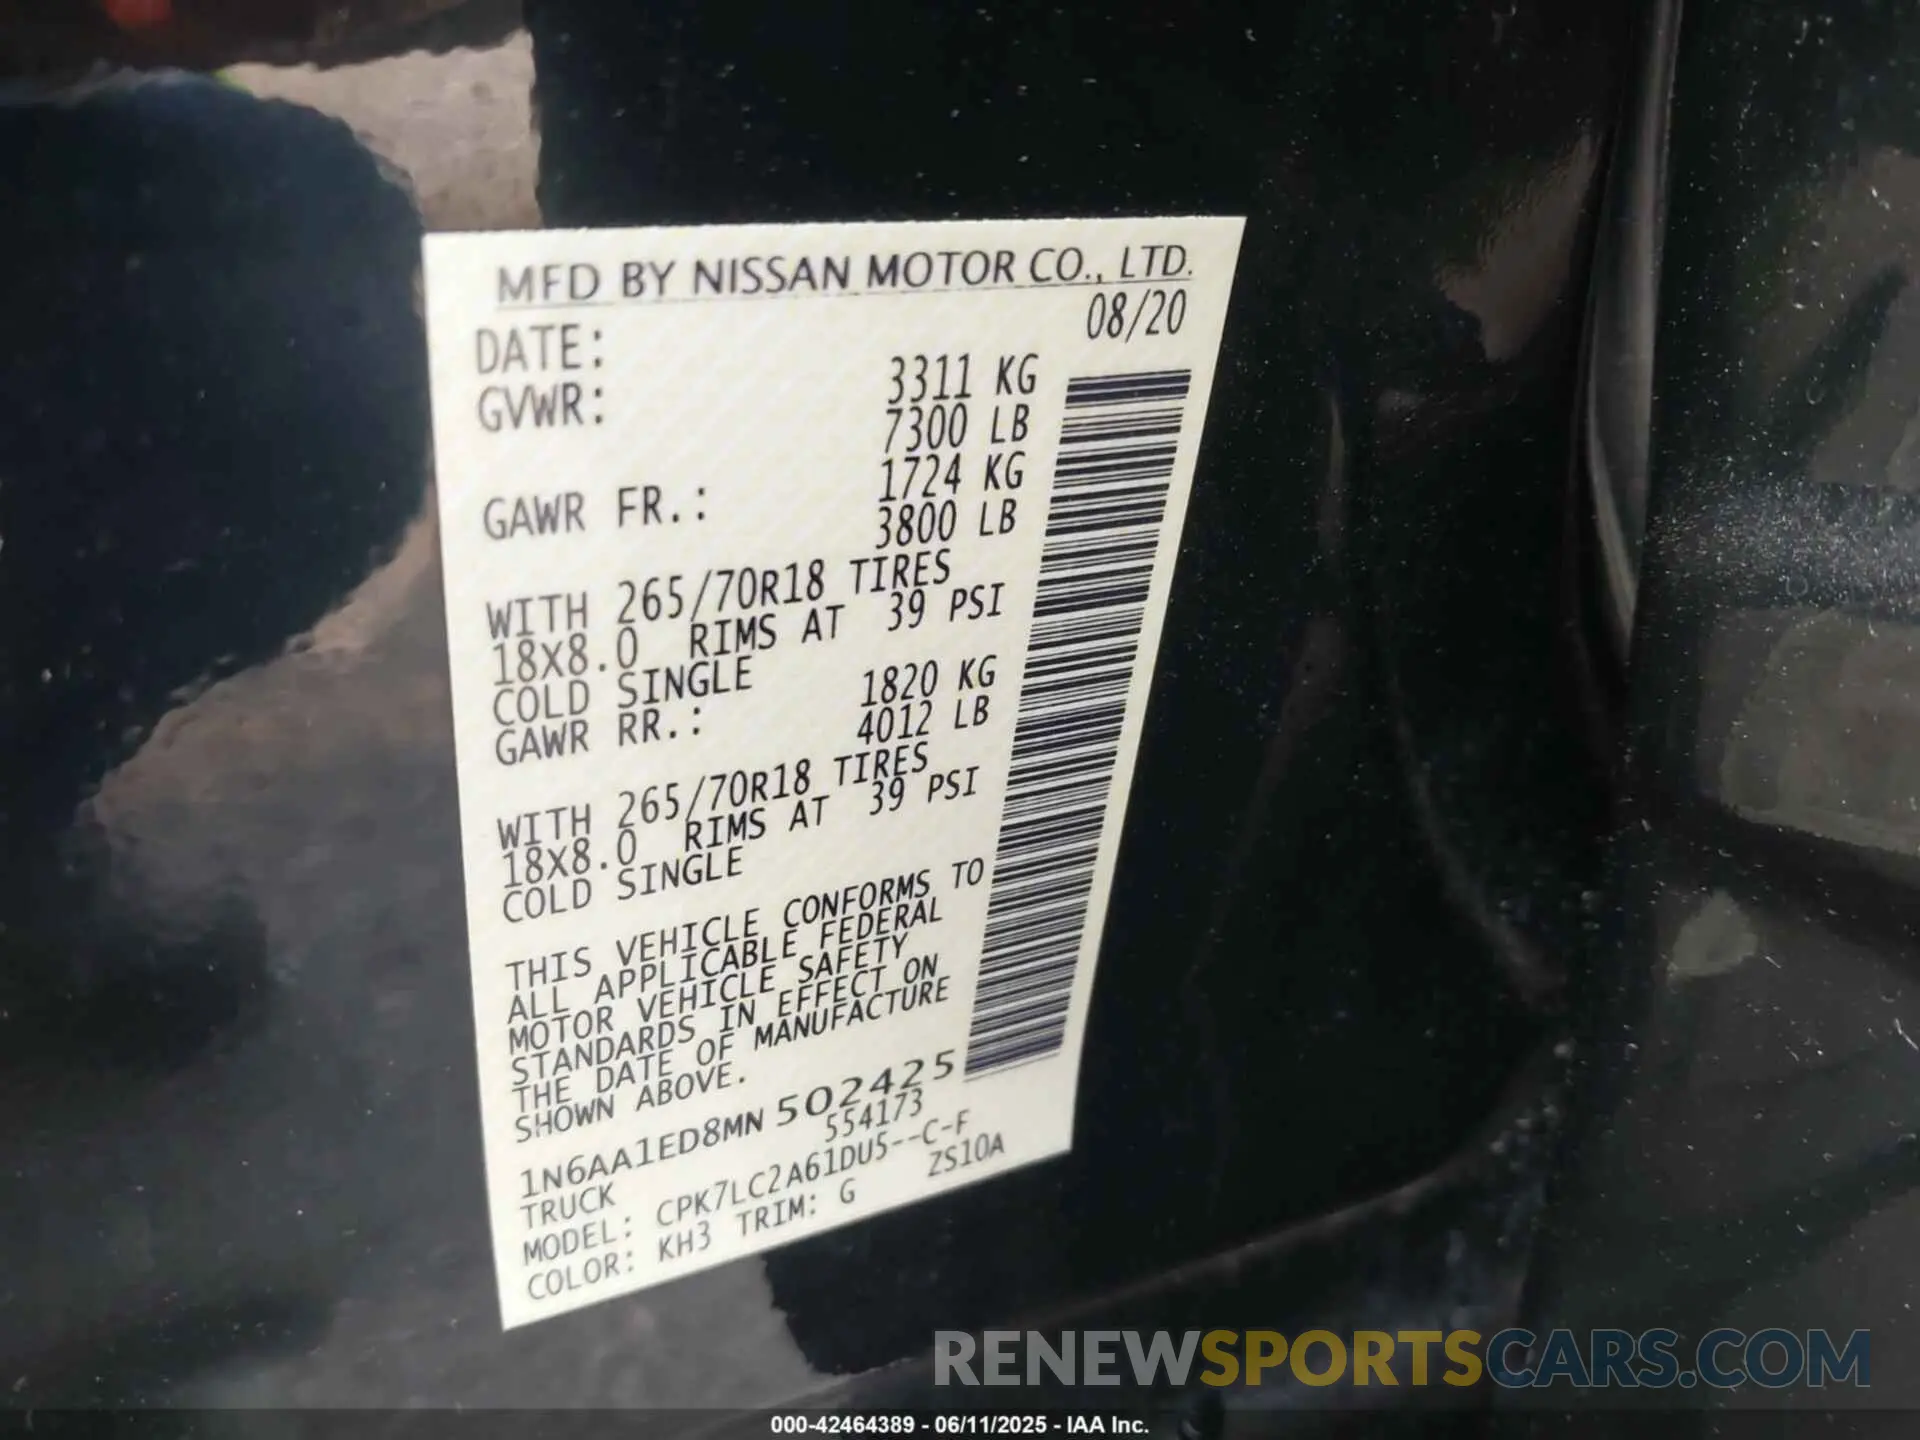 MFD BY NISSAN MOTOR CO., LTD.
DATE: 08/20
GVWR: 3311 KG
7300 LB
GAWR FR.: 1724 KG
3800 LB
WITH 265/70R18 TIRES
18X8.0 RIMS AT 39 PSI
COLD SINGLE
GAWR RR.: 1820 KG
4012 LB
WITH 265/70R18 TIRES
18X8.0 RIMS AT 39 PSI
COLD SINGLE
THIS VEHICLE CONFORMS TO
ALL APPLICABLE FEDERAL
MOTOR VEHICLE SAFETY
STANDARDS IN EFFECT ON
THE DATE OF MANUFACTURE
SHOWN ABOVE.
1N6AA1ED8MN 502425
TRUCK 554173
MODEL: CPK7LC2A61DU5--C-F
COLOR: KH3 TRIM: G ZS10A
RENEWSPORTSCARS.COM
000-42464389 - 06/11/2025 - IAA Inc.